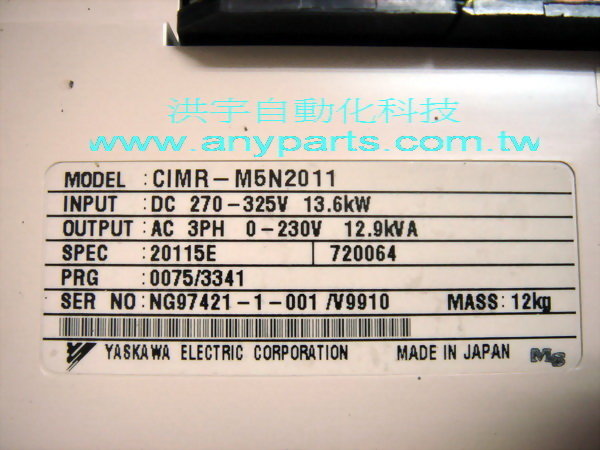 洪宇自動化科技
www.anyparts.com.tw
MODEL :CIMR-M5N2011
INPUT :DC 270-325V 13.6kW
OUTPUT :AC 3PH 0-230V 12.9kVA
SPEC :20115E 720064
PRG :0075/3341
SER NO:NG97421-1-001 /V9910 MASS:12kg
YASKAWA ELECTRIC CORPORATION MADE IN JAPAN M5